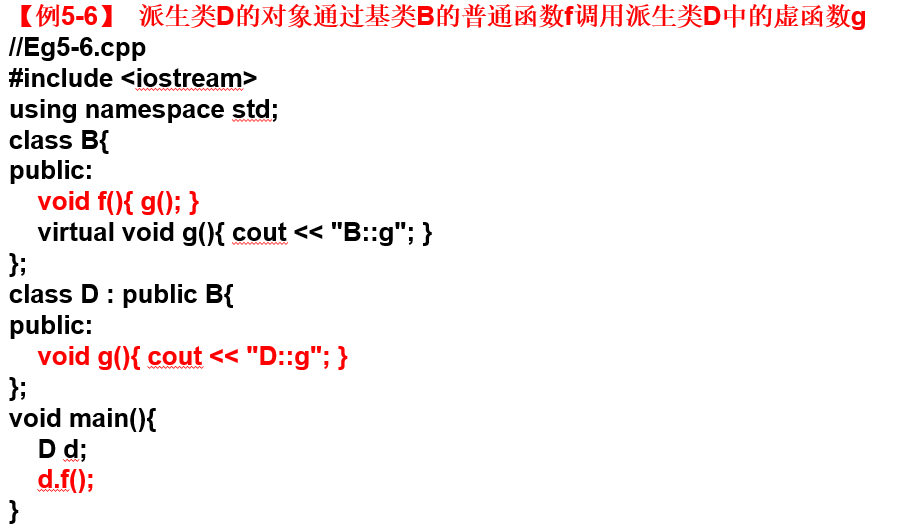 【例5-6】 派生类D的对象通过基类B的普通函数f调用派生类D中的虚函数g
//Eg5-6.cpp
#include <iostream>
using namespace std;
class B{
public:
    void f(){ g(); }
    virtual void g(){ cout << "B::g"; }
};
class D : public B{
public:
    void g(){ cout << "D::g"; }
};
void main(){
    D d;
    d.f();
}